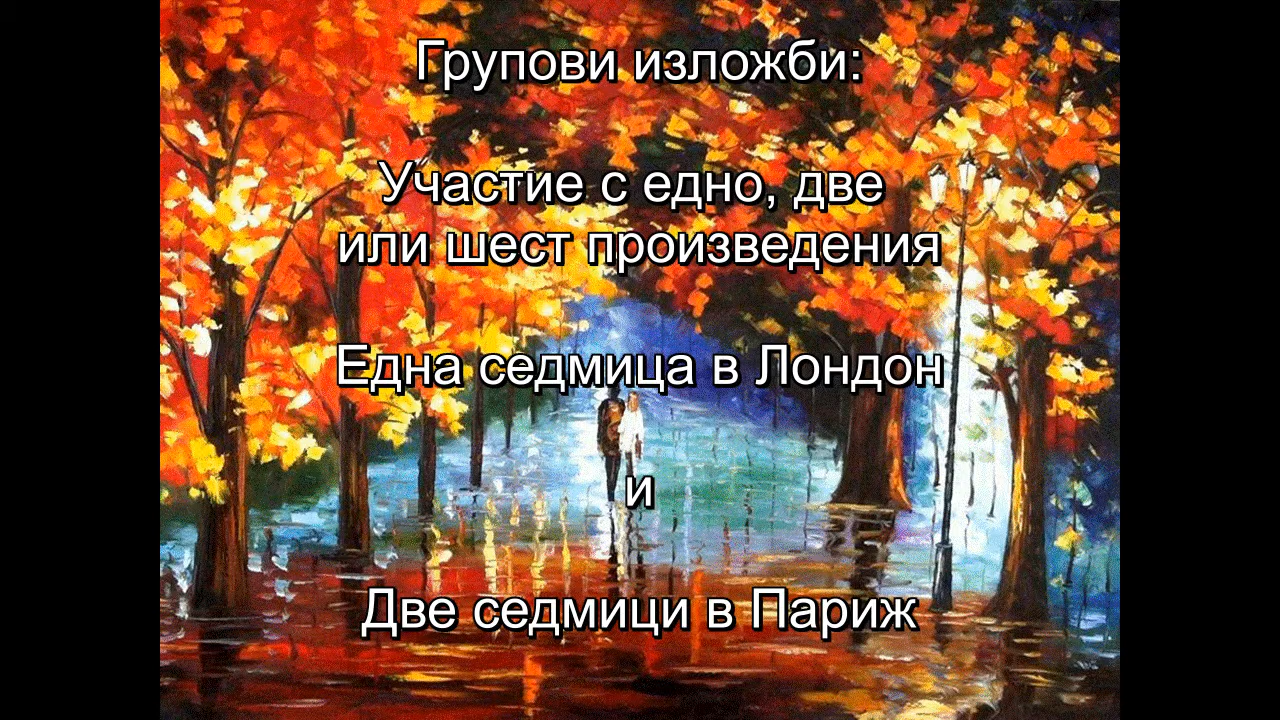 Групови изложби:
Участие с едно, две
или шест произведения
Една седмица в Лондон
и
Две седмици в Париж